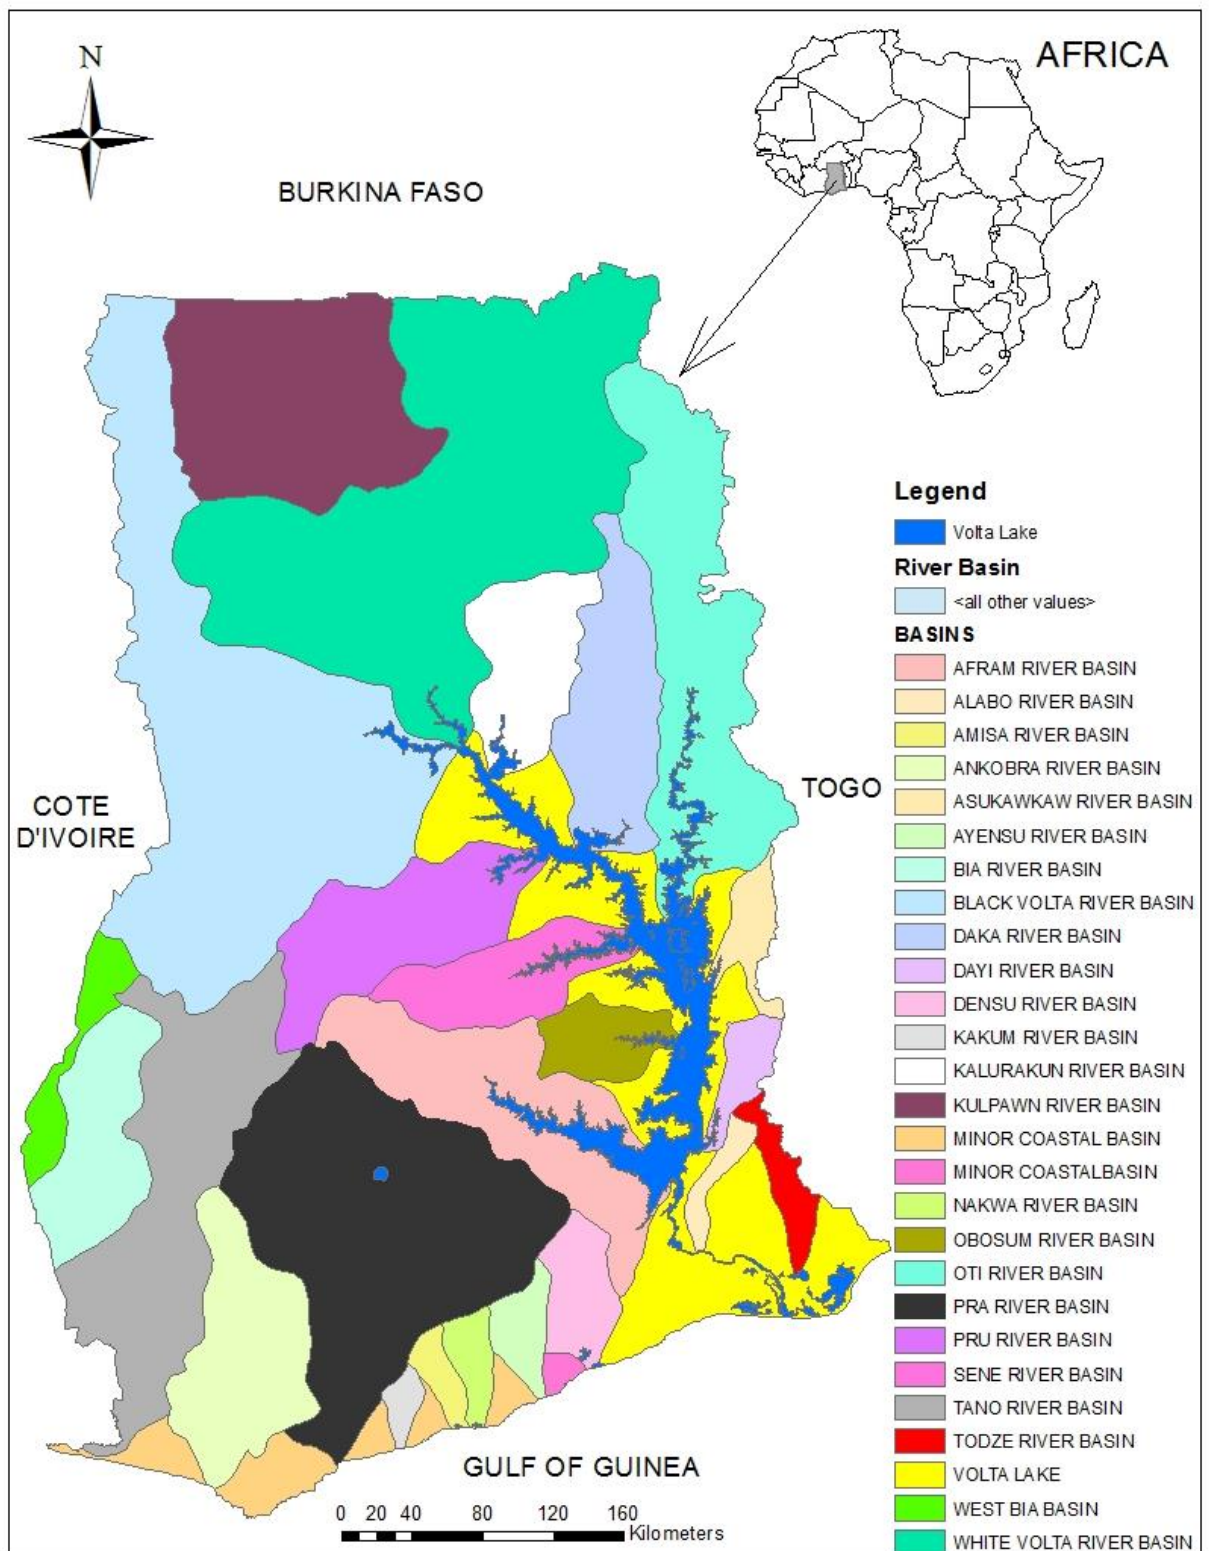 AFRICA
N
BURKINA FASO
Legend
Volta Lake
River Basin
<all other values>
BASINS
AFRAM RIVER BASIN
ALABO RIVER BASIN
AMISA RIVER BASIN
ANKOBRA RIVER BASIN
ASUKAWKAW RIVER BASIN
AYENSU RIVER BASIN
BIA RIVER BASIN
BLACK VOLTA RIVER BASIN
DAKA RIVER BASIN
DAYI RIVER BASIN
DENSU RIVER BASIN
KAKUM RIVER BASIN
KALURAKUN RIVER BASIN
KULPAWN RIVER BASIN
MINOR COASTAL BASIN
MINOR COASTALBASIN
NAKWA RIVER BASIN
OBOSUM RIVER BASIN
OTI RIVER BASIN
PRA RIVER BASIN
PRU RIVER BASIN
SENE RIVER BASIN
TANO RIVER BASIN
TODZE RIVER BASIN
VOLTA LAKE
WEST BIA BASIN
WHITE VOLTA RIVER BASIN
TOGO
COTE
D'IVOIRE
GULF OF GUINEA
0 20 40 80 120 160
Kilometers